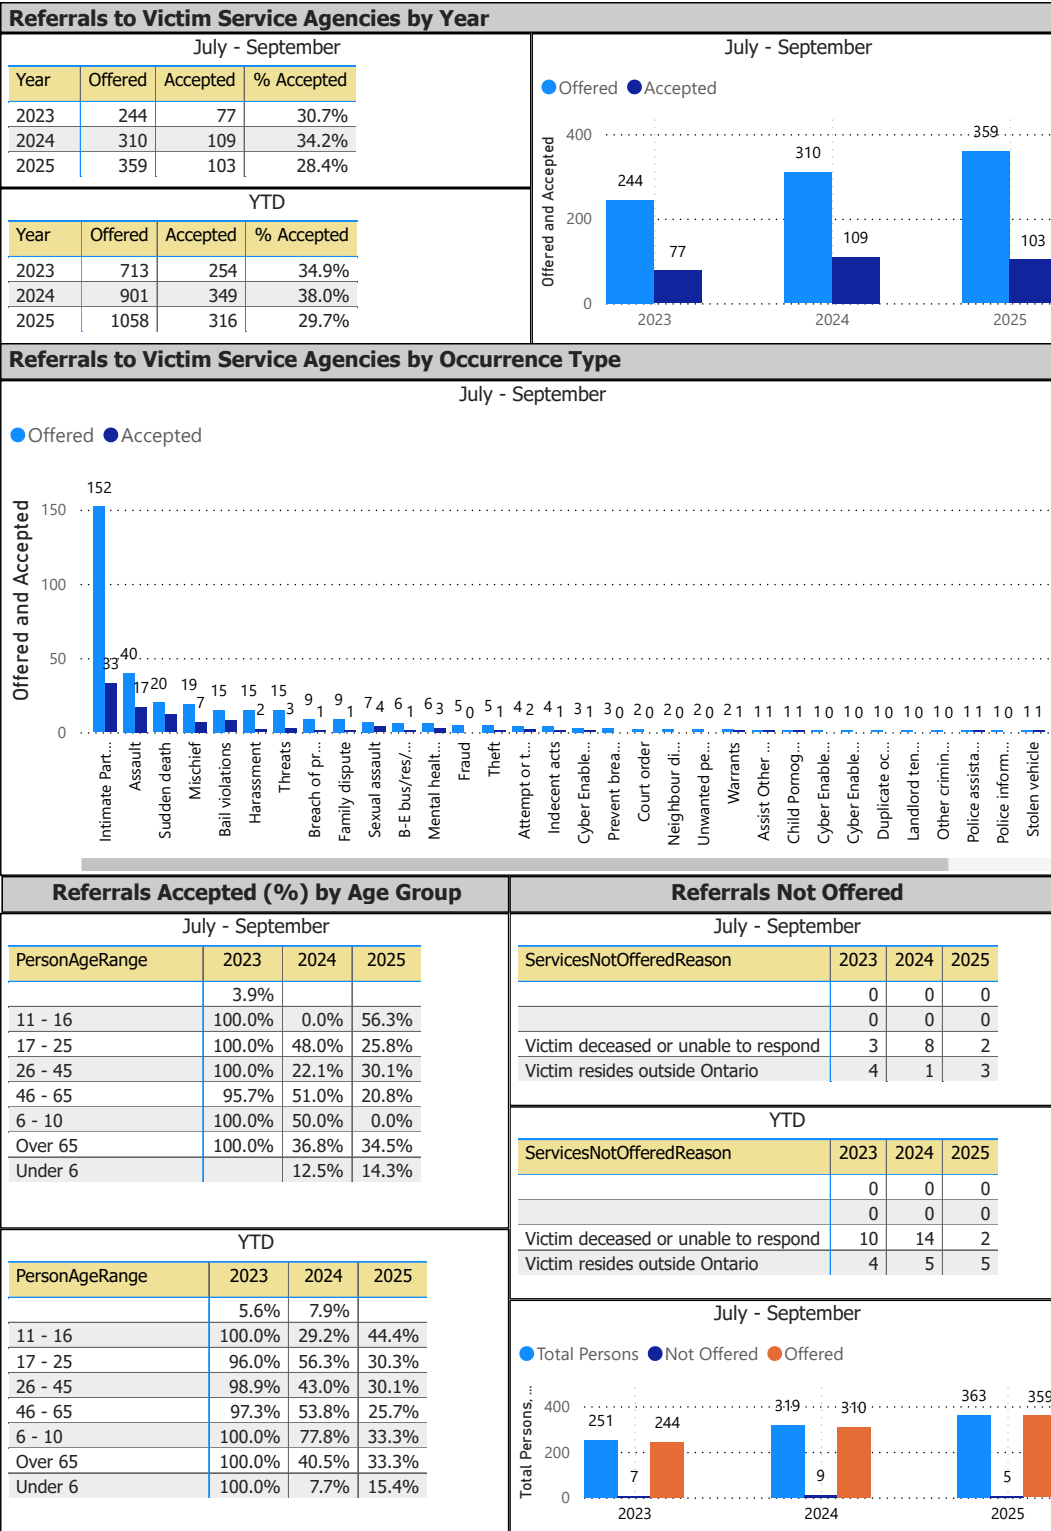 Referrals to Victim Service Agencies by Year
July - September
Year Offered Accepted % Accepted
2023 244 77 30.7%
2024 310 109 34.2%
2025 359 103 28.4%
YTD
Year Offered Accepted % Accepted
2023 713 254 34.9%
2024 901 349 38.0%
2025 1058 316 29.7%
July - September
Offered Accepted
Offered and Accepted
400
200
0
244 77 310 109 359 103
2023 2024 2025
Referrals to Victim Service Agencies by Occurrence Type
July - September
Offered Accepted
Offered and Accepted
150
100
50
0
152 33 40 17 20 19 7 15 15 2 15 3 9 1 9 1 7 4 6 1 6 3 5 0 5 1 4 2 4 1 3 1 3 0 2 0 2 0 2 0 2 1 1 1 1 1 1 0 1 0 1 0 1 0 1 0 1 1 1 0 1 1
Intimate Part...
Assault
Sudden death
Mischief
Bail violations
Harassment
Threats
Breach of pr...
Family dispute
Sexual assault
B-E bus/res/...
Mental healt...
Fraud
Theft
Attempt or t...
Indecent acts
Cyber Enable...
Prevent brea...
Court order
Neighbour di...
Unwanted pe...
Warrants
Assist Other ...
Child Pornog...
Cyber Enable...
Cyber Enable...
Duplicate oc...
Landlord ten...
Other crimin...
Police assista...
Police inform...
Stolen vehicle
Referrals Accepted (%) by Age Group
July - September
PersonAgeRange 2023 2024 2025
3.9%
11 - 16 100.0% 0.0% 56.3%
17 - 25 100.0% 48.0% 25.8%
26 - 45 100.0% 22.1% 30.1%
46 - 65 95.7% 51.0% 20.8%
6 - 10 100.0% 50.0% 0.0%
Over 65 100.0% 36.8% 34.5%
Under 6 12.5% 14.3%
YTD
PersonAgeRange 2023 2024 2025
5.6% 7.9%
11 - 16 100.0% 29.2% 44.4%
17 - 25 96.0% 56.3% 30.3%
26 - 45 98.9% 43.0% 30.1%
46 - 65 97.3% 53.8% 25.7%
6 - 10 100.0% 77.8% 33.3%
Over 65 100.0% 40.5% 33.3%
Under 6 100.0% 7.7% 15.4%
Referrals Not Offered
July - September
ServicesNotOfferedReason 2023 2024 2025
0 0 0
0 0 0
Victim deceased or unable to respond 3 8 2
Victim resides outside Ontario 4 1 3
YTD
ServicesNotOfferedReason 2023 2024 2025
0 0 0
0 0 0
Victim deceased or unable to respond 10 14 2
Victim resides outside Ontario 4 5 5
July - September
Total Persons Not Offered Offered
Total Persons, ...
400
200
0
251 7 244 319 9 310 363 5 359
2023 2024 2025